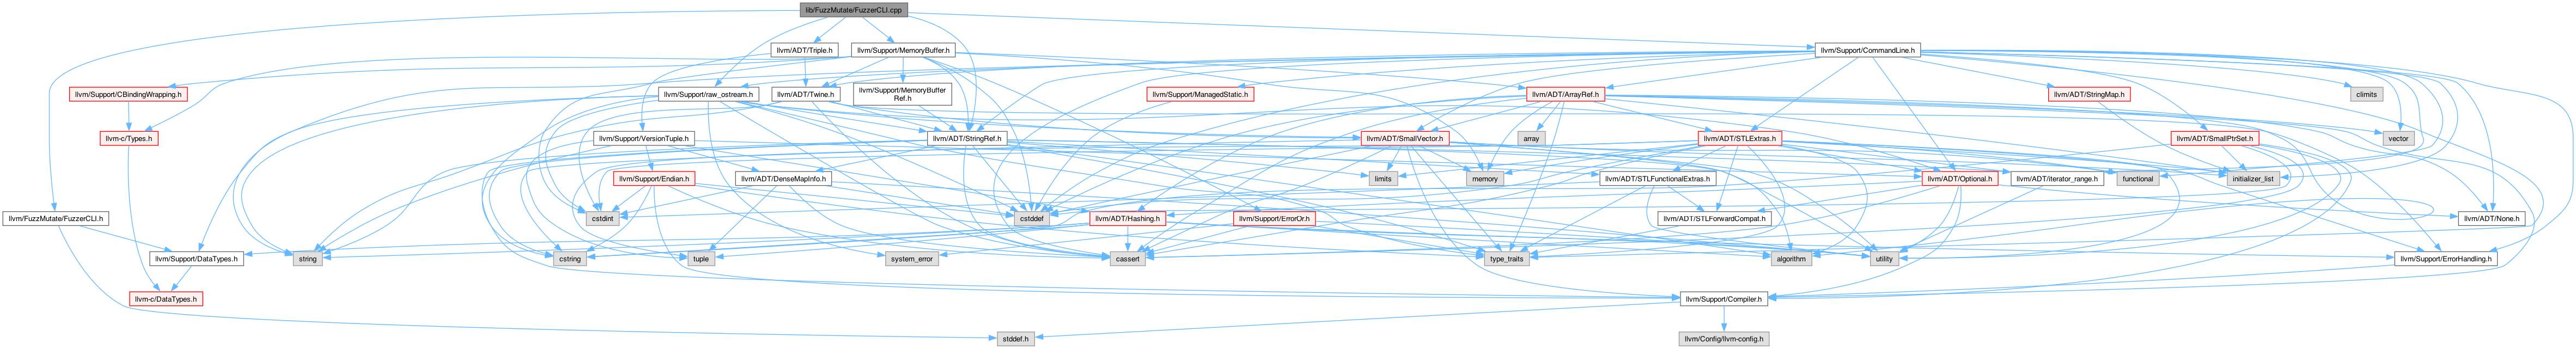 lib/FuzzMutate/FuzzerCLI.cpp
llvm/ADT/Triple.h
llvm/Support/MemoryBuffer.h
llvm/Support/CommandLine.h
llvm/Support/CBindingWrapping.h
llvm/Support/raw_ostream.h
llvm/ADT/Twine.h
llvm/Support/MemoryBuffer
Ref.h
llvm/Support/ManagedStatic.h
llvm/ADT/ArrayRef.h
llvm/ADT/StringMap.h
climits
llvm-c/Types.h
llvm/Support/VersionTuple.h
llvm/ADT/StringRef.h
llvm/ADT/SmallVector.h
array
llvm/ADT/STLExtras.h
llvm/ADT/SmallPtrSet.h
vector
llvm/Support/Endian.h
llvm/ADT/DenseMapInfo.h
limits
memory
llvm/ADT/STLFunctionalExtras.h
llvm/ADT/Optional.h
llvm/ADT/iterator_range.h
functional
initializer_list
llvm/FuzzMutate/FuzzerCLI.h
cstdint
cstddef
llvm/ADT/Hashing.h
llvm/Support/ErrorOr.h
llvm/ADT/STLForwardCompat.h
llvm/ADT/None.h
llvm/Support/DataTypes.h
string
cstring
tuple
system_error
cassert
type_traits
algorithm
utility
llvm/Support/ErrorHandling.h
llvm-c/DataTypes.h
llvm/Support/Compiler.h
stddef.h
llvm/Config/llvm-config.h